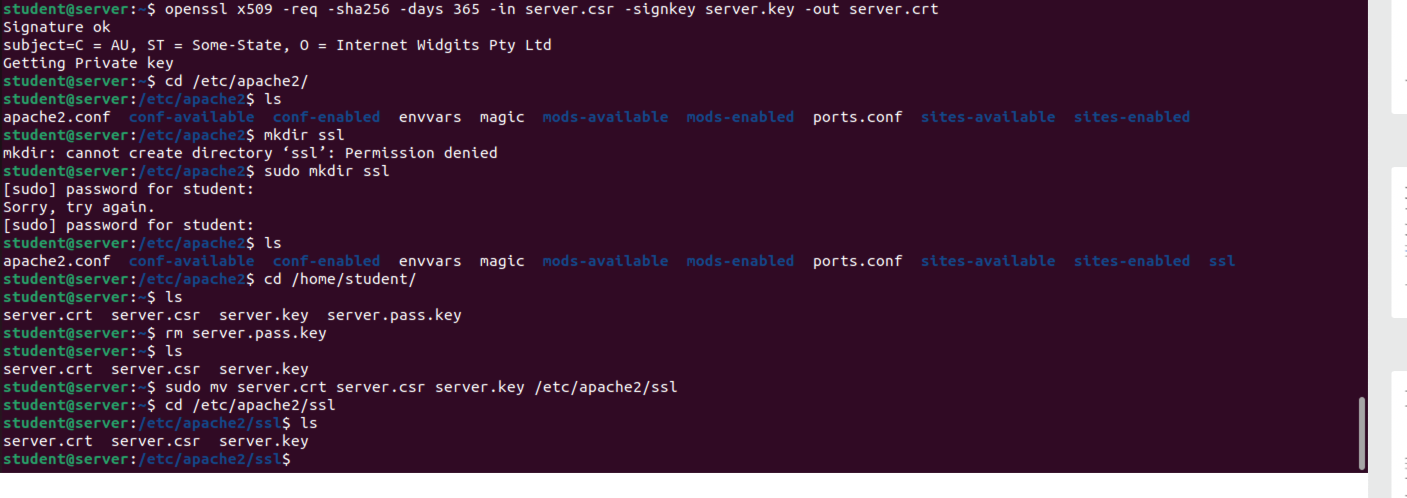 student@server:~$ openssl x509 -req -sha256 -days 365 -in server.csr -signkey server.key -out server.crt
Signature ok
subject=C = AU, ST = Some-State, O = Internet Widgits Pty Ltd
Getting Private key
student@server:~$ cd /etc/apache2/
student@server:/etc/apache2$ ls
apache2.conf  conf-available  conf-enabled  envvars  magic  mods-available  mods-enabled  ports.conf  sites-available  sites-enabled
student@server:/etc/apache2$ mkdir ssl
mkdir: cannot create directory ‘ssl’: Permission denied
student@server:/etc/apache2$ sudo mkdir ssl
[sudo] password for student:
Sorry, try again.
[sudo] password for student:
student@server:/etc/apache2$ ls
apache2.conf  conf-available  conf-enabled  envvars  magic  mods-available  mods-enabled  ports.conf  sites-available  sites-enabled  ssl
student@server:/etc/apache2$ cd /home/student/
student@server:~$ ls
server.crt  server.csr  server.key  server.pass.key
student@server:~$ rm server.pass.key
student@server:~$ ls
server.crt  server.csr  server.key
student@server:~$ sudo mv server.crt server.csr server.key /etc/apache2/ssl
student@server:~$ cd /etc/apache2/ssl
student@server:/etc/apache2/ssl$ ls
server.crt  server.csr  server.key
student@server:/etc/apache2/ssl$